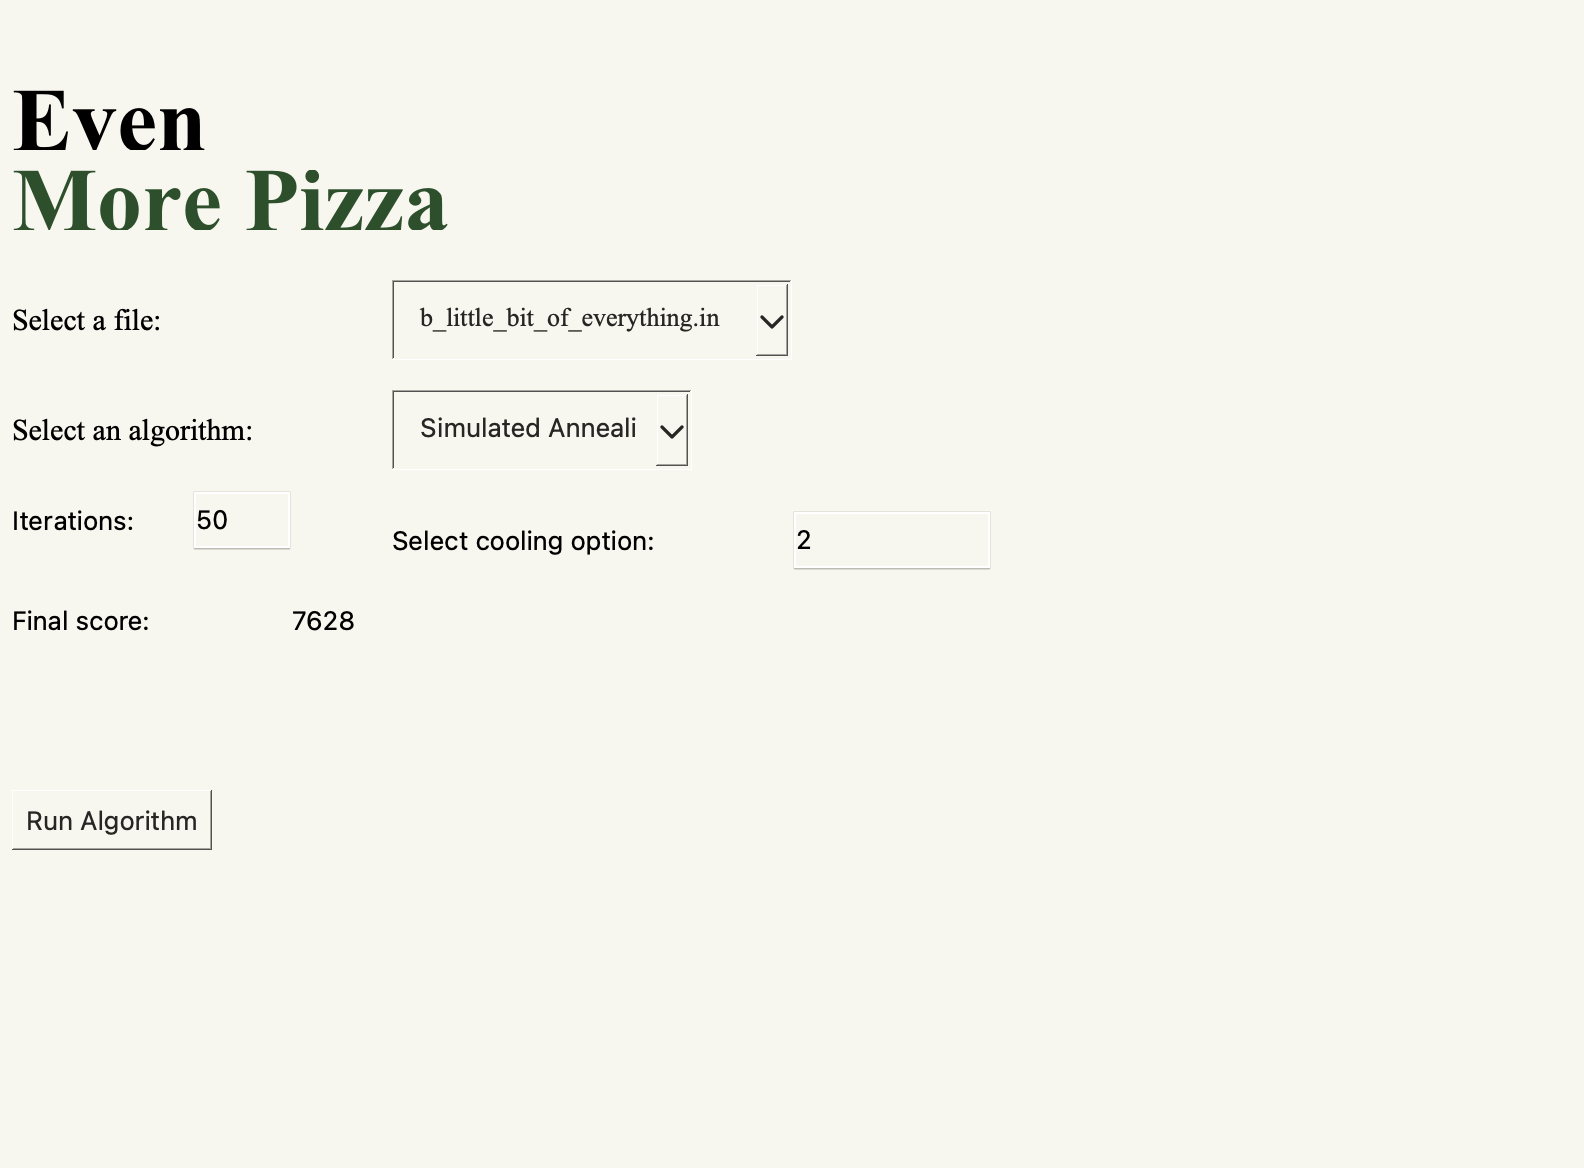 Even
More Pizza
Select a file: b_little_bit_of_everything.in
Select an algorithm: Simulated Anneali
Iterations: 50 Select cooling option: 2
Final score: 7628
Run Algorithm